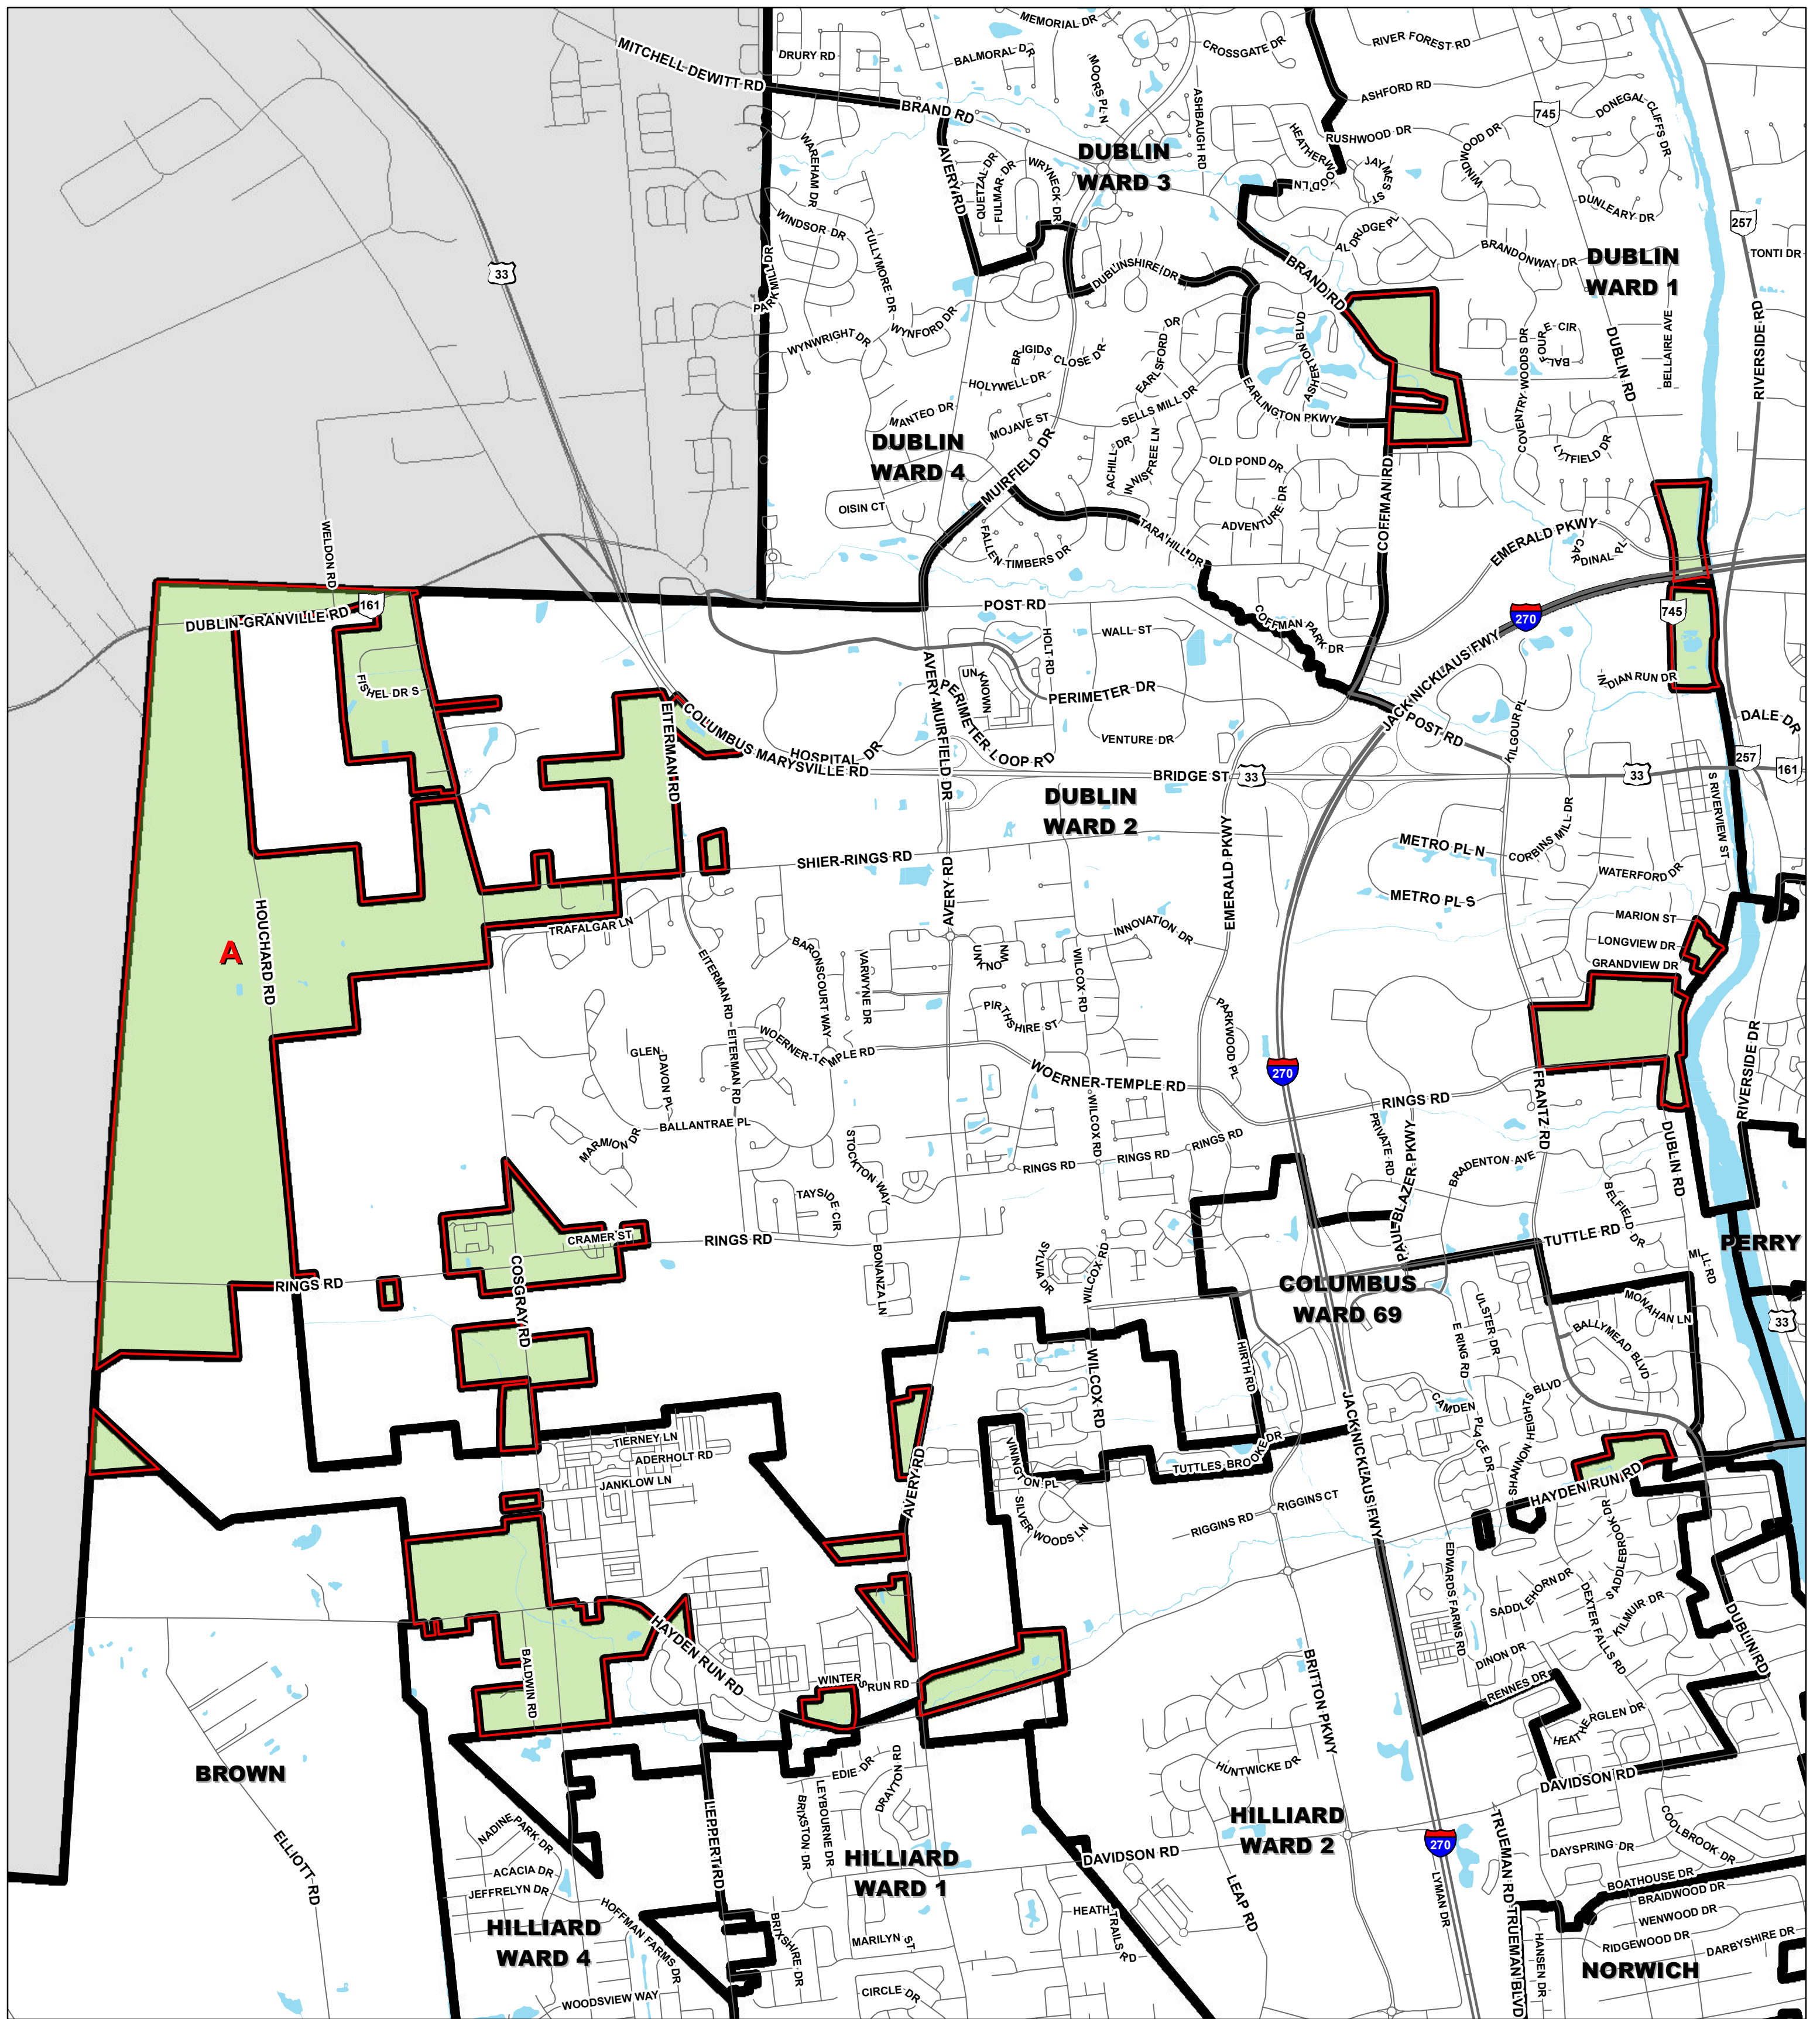 MEMORIAL DR
MITCHELL DEWITT RD
DRURY RD
BALMORAL DR
CROSSGATE DR
RIVER FOREST RD
MOORS PL N
ASHBAUGH RD
ASHFORD RD
BRAND RD
745
DONEGAL CLIFFS DR
RUSHWOOD DR
HEATHERWOOD LN
JAYMES ST
WINDWOOD DR
DUBLIN
WARD 3
WAREHAM DR
AVERY RD
QUETZAL DR
FULMAR DR
WRYNECK DR
WINDSOR DR
DUNLEARY DR
257
TULLYMORE DR
ALDRIDGE PL
BRANDONWAY DR
DUBLIN
WARD 1
TONTI DR
33
PARK MILL DR
DUBLINSHIRE DR
BRAND RD
WYNFORD DR
WYNWRIGHT DR
BRIGIDS CLOSE DR
EARLSFORD DR
ASHERTON BLVD
COVENTRY WOODS DR
BALFOURE CIR
DUBLIN RD
BELLAIRE AVE
RIVERSIDE RD
HOLYWELL DR
SELLS MILL DR
EARLINGTON PKWY
MANTEO DR
MOJAVE ST
DUBLIN
WARD 4
MUIRFIELD DR
ACHILL DR
INNISFREE LN
OLD POND DR
LYTFIELD DR
OISIN CT
ADVENTURE DR
COFFMAN RD
TARA HILL DR
FALLEN TIMBERS DR
EMERALD PKWY
CARDINAL PL
WELDON RD
DUBLIN GRANVILLE RD
161
POST RD
WALL ST
HOLT RD
COFFMAN PARK DR
270
745
JACK NICKLAUS FWY
FISHEL DR S
UNKNOWN
PERIMETER DR
INDIAN RUN DR
EITERMAN RD
COLUMBUS MARYSVILLE RD
HOSPITAL DR
AVERY-MUIRFIELD DR
PERIMETER LOOP RD
VENTURE DR
POST RD
KILGOUR PL
DALE DR
257
161
BRIDGE ST
33
33
S RIVERVIEW ST
DUBLIN
WARD 2
SHIER-RINGS RD
EMERALD PKWY
METRO PL N
CORBINS MILL DR
WATERFORD DR
METRO PL S
AVERY RD
MARION ST
LONGVIEW DR
GRANDVIEW DR
A
HOUCHARD RD
TRAFALGAR LN
BARONSCOURT WAY
VARWYNE DR
UNKNOWN
WILCOX RD
INNOVATION DR
EITERMAN RD
PIRTHSHIRE ST
PARKWOOD PL
WOERNER-TEMPLE RD
GLEN DAVON PL
EITERMAN RD
WOERNER-TEMPLE RD
270
RIVERSIDE DR
RINGS RD
FRANTZ RD
WILCOX RD
PRIVATE RD
PAUL BLAZER PKWY
BALLANTRAE PL
MARMION DR
STOCKTON WAY
RINGS RD
RINGS RD
RINGS RD
BRADENTON AVE
DUBLIN RD
TAYSIDE CIR
BELFIELD DR
CRAMER ST
RINGS RD
TUTTLE RD
PERRY
MILL RD
COSGRAY RD
RINGS RD
BONANZA LN
SYLVIA DR
WILCOX RD
COLUMBUS
WARD 69
ULSTER DR
MONAHAN LN
33
E RING RD
BALLYMEAD BLVD
HIRTH RD
WILCOX RD
CAMDEN PLACE DR
SHANNON HEIGHTS BLVD
JACK NICKLAUS FWY
TIERNEY LN
ADERHOLT RD
JANKLOW LN
AVERY RD
VININGTON PL
TUTTLES BROOKE DR
SILVER WOODS LN
RIGGINS CT
RIGGINS RD
HAYDEN RUN RD
EDWARDS FARMS RD
SADDLEBROOK DR
SADDLEHORN DR
DEXTER FALLS RD
KILMUIR DR
DUBLIN RD
HAYDEN RUN RD
BALDWIN RD
WINTERS RUN RD
BRITTON PKWY
DINON DR
RENNES DR
HEATHERGLEN DR
BROWN
EDIE DR
DRAYTON RD
HUNTWICKE DR
DAVIDSON RD
LEPPERT RD
BRIXSTON DR
LEYBOURNE DR
NADINE PARK DR
HILLIARD
WARD 2
270
TRUEMAN RD
COLBROOK DR
DAYSPRING DR
ELLIOTT RD
ACACIA DR
JEFFRELYN DR
HILLIARD
WARD 1
DAVIDSON RD
LEAP RD
LYMAN DR
BOATHOUSE DR
BRAIDWOOD DR
WENWOOD DR
HILLIARD
WARD 4
HOFFMAN FARMS DR
BRIXSHIRE DR
MARILYN ST
HEATH TRAILS RD
TRUEMAN BLVD
HANSEN DR
RIDGEWOOD DR
DARBYSHIRE DR
NORWICH
WOODSVIEW WAY
CIRCLE DR